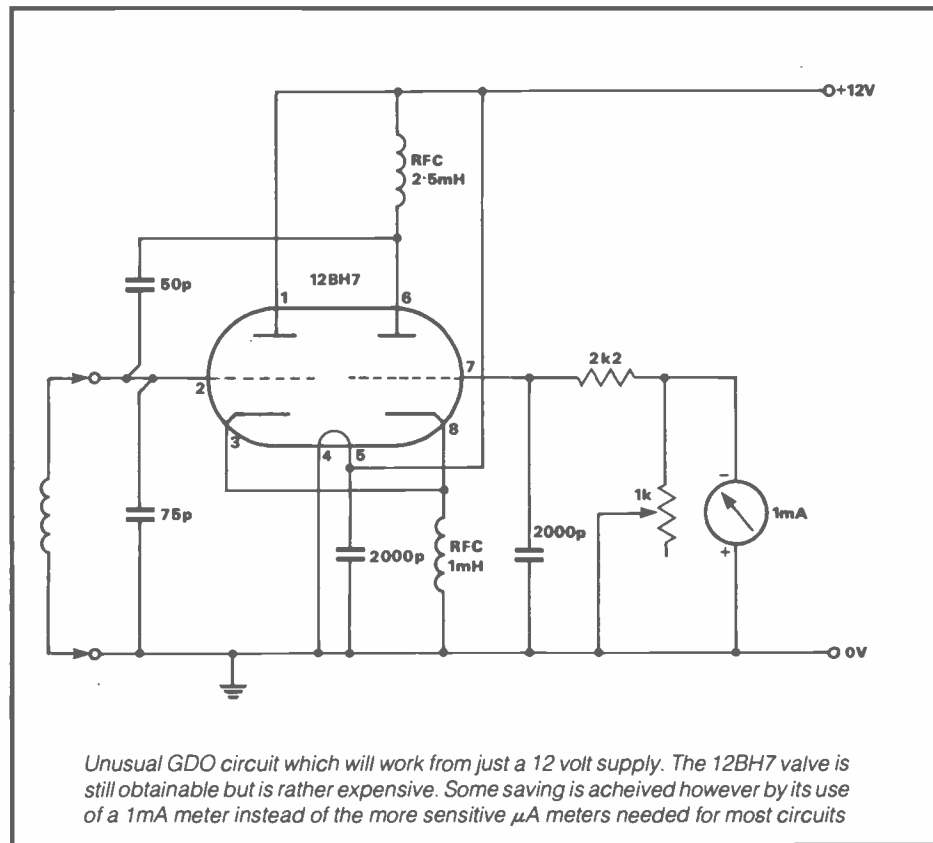 +12V
RFC
2·5mH
50p
12BH7
1
6
2k2
7
2
3
4
5
8
1k
−
1mA
+
75p
2000p
RFC
1mH
2000p
0V
Unusual GDO circuit which will work from just a 12 volt supply. The 12BH7 valve is
still obtainable but is rather expensive. Some saving is acheived however by its use
of a 1mA meter instead of the more sensitive μA meters needed for most circuits